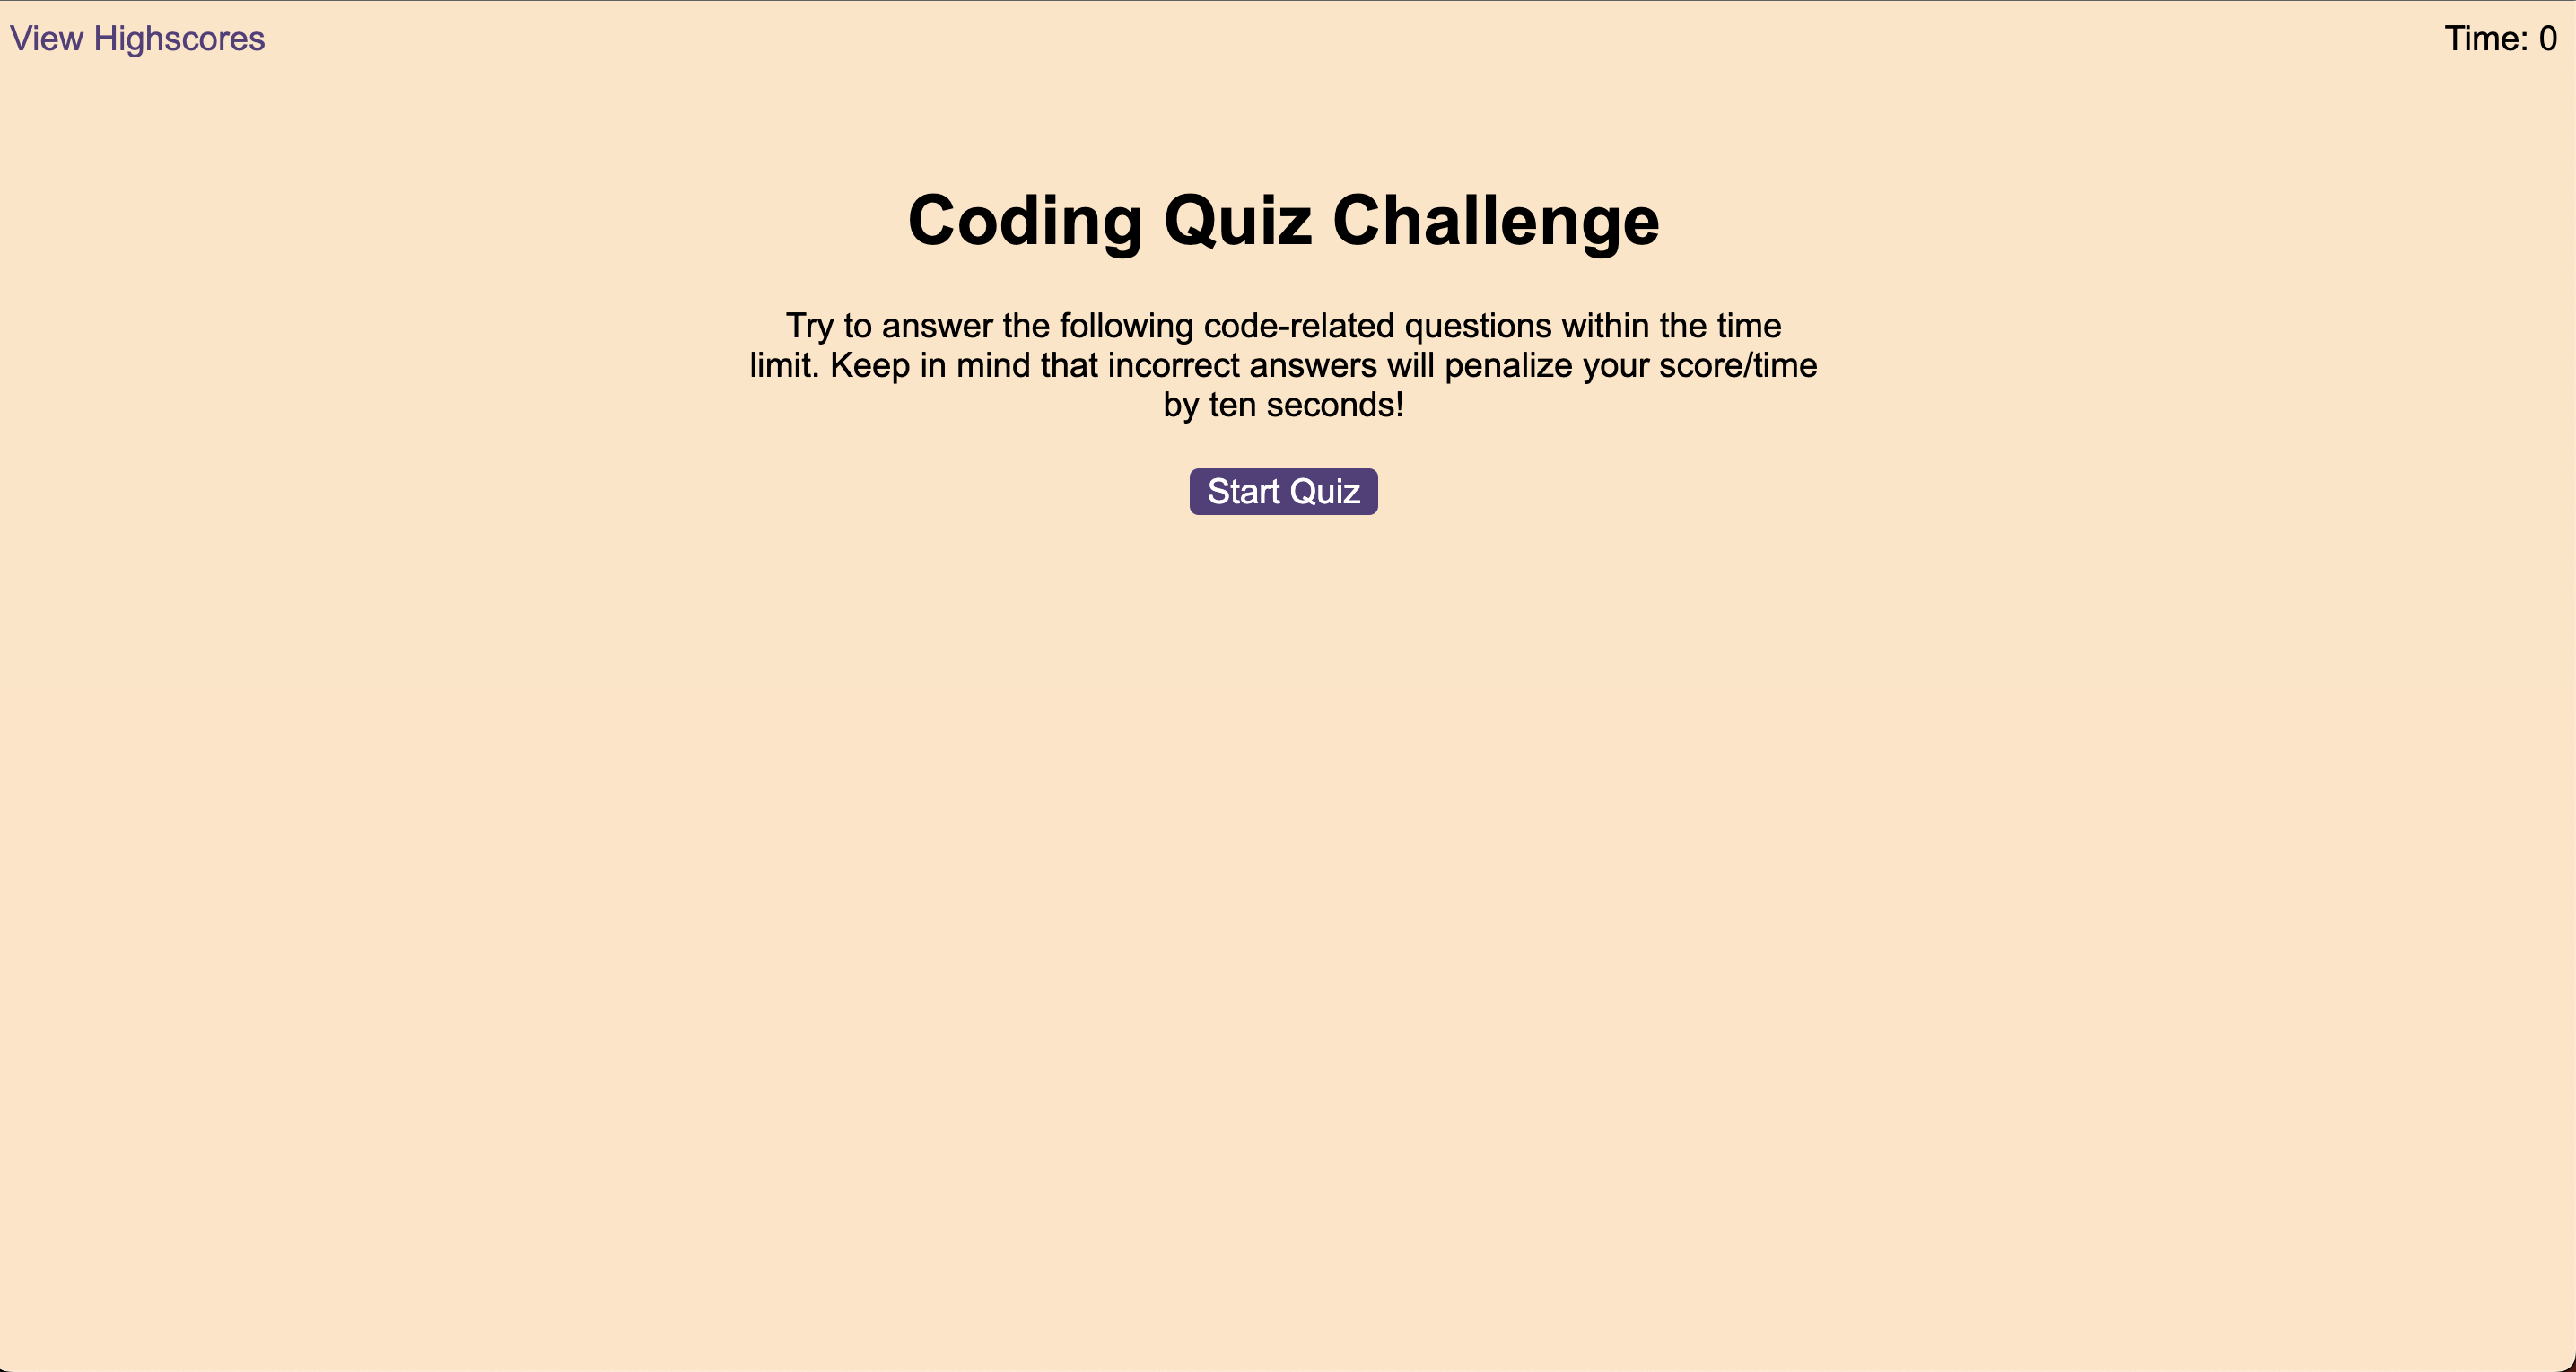 View Highscores
Time: 0
Coding Quiz Challenge
Try to answer the following code-related questions within the time
limit. Keep in mind that incorrect answers will penalize your score/time
by ten seconds!
Start Quiz